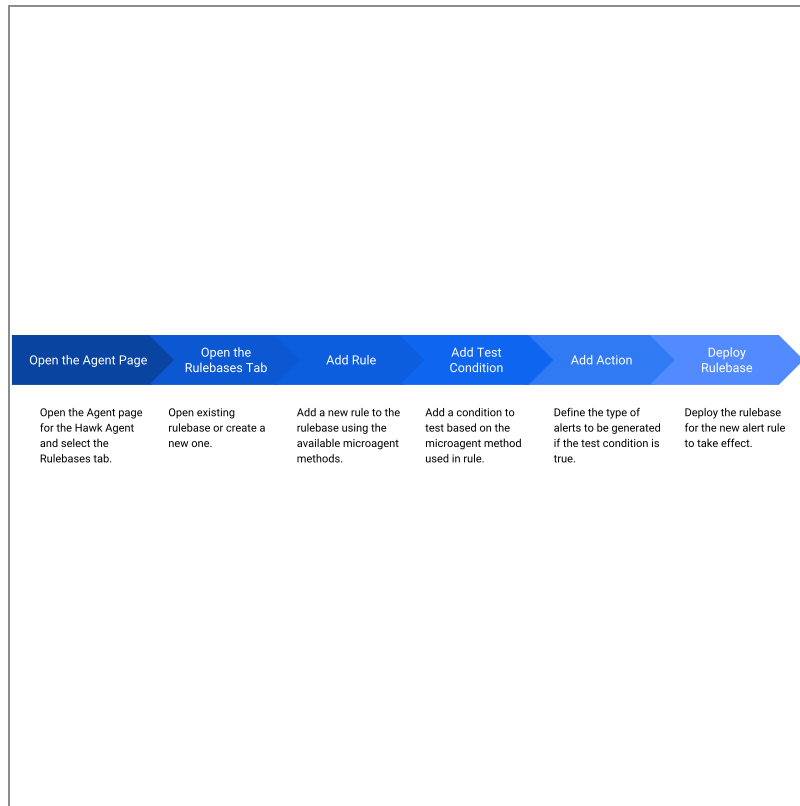 Open the Agent Page
Open the
Rulebases Tab
Add Rule
Add Test
Condition
Add Action
Deploy
Rulebase
Open the Agent page
for the Hawk Agent
and select the
Rulebases tab.
Open existing
rulebase or create a
new one.
Add a new rule to the
rulebase using the
available microagent
methods.
Add a condition to
test based on the
microagent method
used in rule.
Define the type of
alerts to be generated
if the test condition is
true.
Deploy the rulebase
for the new alert rule
to take effect.